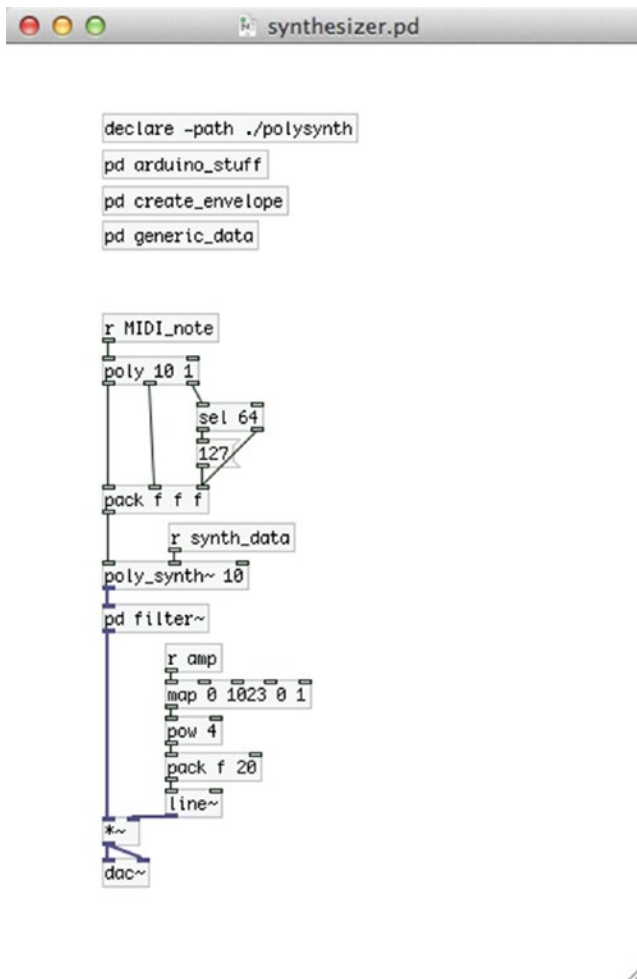 synthesizer.pd
declare -path ./polysynth
pd arduino_stuff
pd create_envelope
pd generic_data
r MIDI_note
poly 10 1
sel 64
127
pack f f f
r synth_data
poly_synth~ 10
pd filter~
r amp
map 0 1023 0 1
pow 4
pack f 20
line~
*~
dac~